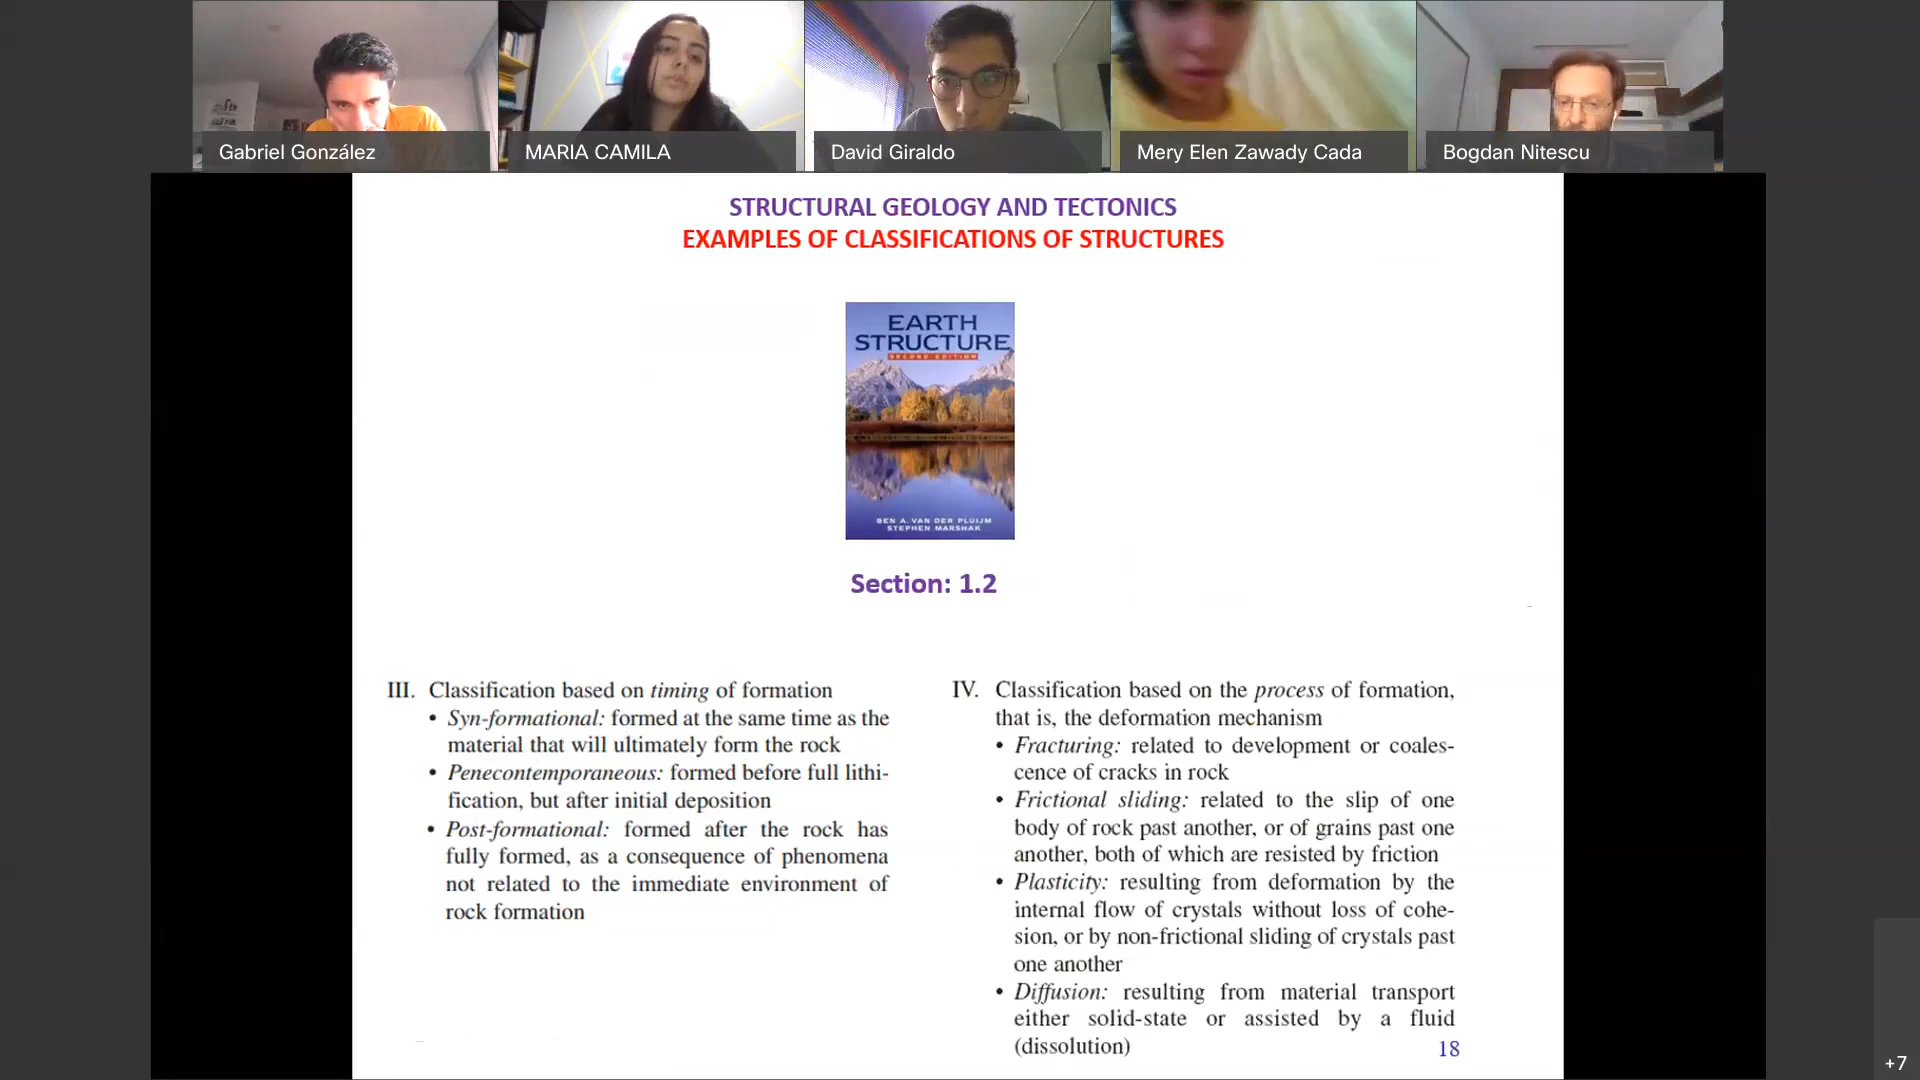 Gabriel González
MARIA CAMILA
David Giraldo
Mery Elen Zawady Cada
Bogdan Nitescu
STRUCTURAL GEOLOGY AND TECTONICS
EXAMPLES OF CLASSIFICATIONS OF STRUCTURES
EARTH
STRUCTURE
SECOND EDITION
BEN A. VAN DER PLUIJM
STEPHEN MARSHAK
Section: 1.2
III. Classification based on timing of formation
• Syn-formational: formed at the same time as the
material that will ultimately form the rock
• Penecontemporaneous: formed before full lithi-
fication, but after initial deposition
• Post-formational: formed after the rock has
fully formed, as a consequence of phenomena
not related to the immediate environment of
rock formation
IV. Classification based on the process of formation,
that is, the deformation mechanism
• Fracturing: related to development or coales-
cence of cracks in rock
• Frictional sliding: related to the slip of one
body of rock past another, or of grains past one
another, both of which are resisted by friction
• Plasticity: resulting from deformation by the
internal flow of crystals without loss of cohe-
sion, or by non-frictional sliding of crystals past
one another
• Diffusion: resulting from material transport
either solid-state or assisted by a fluid
(dissolution)
18
+7